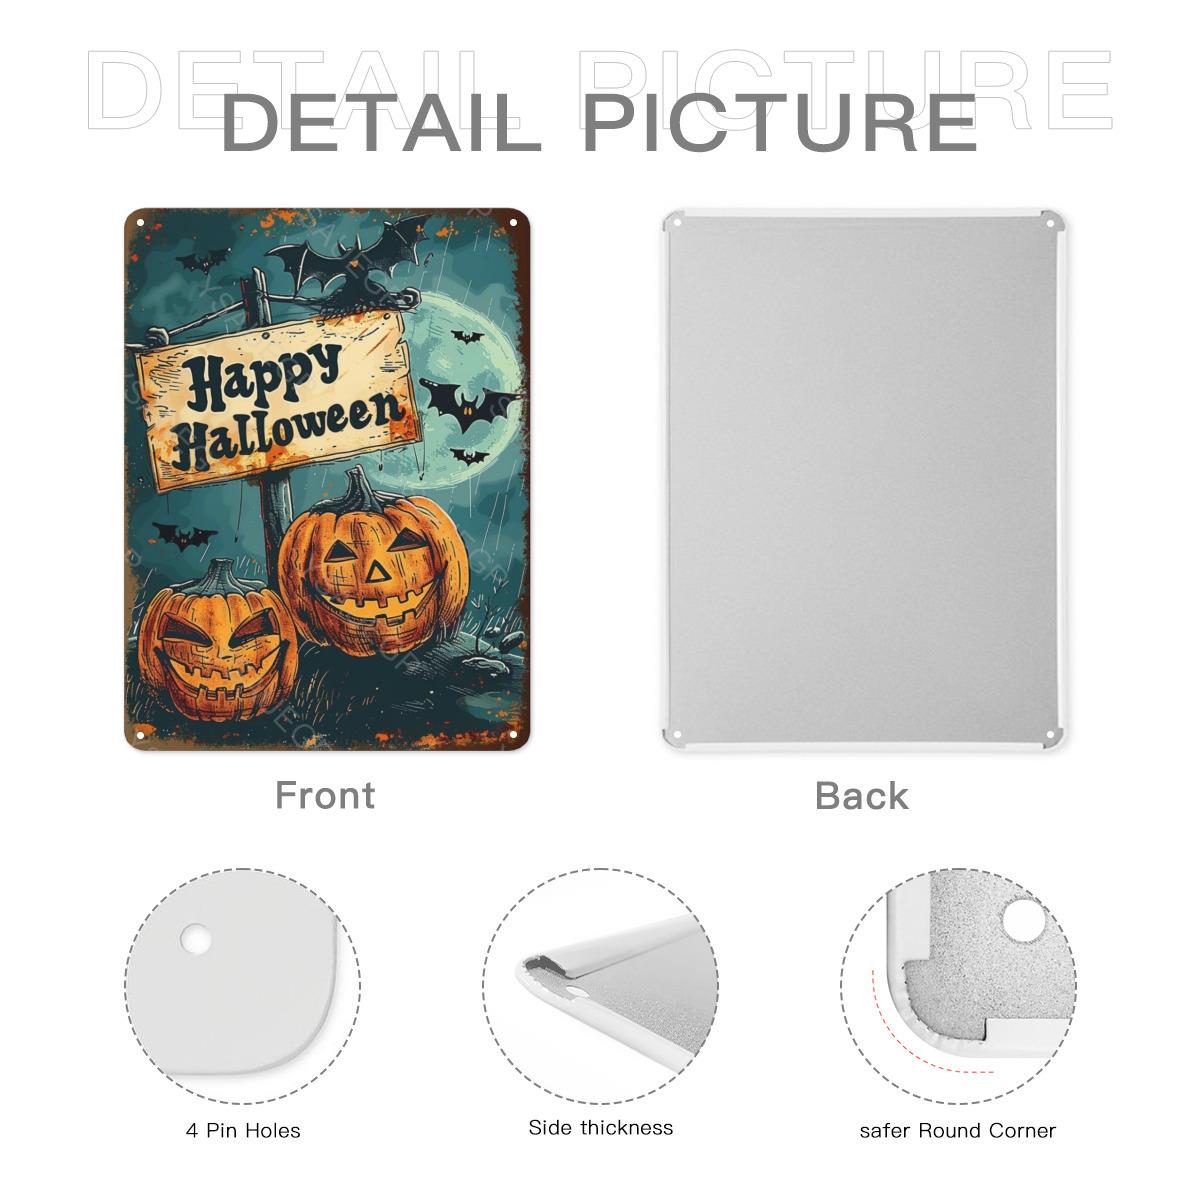 DETAIL PICTURE
DETAIL PICTURE
Happy
Halloween
Front
Back
4 Pin Holes
Side thickness
safer Round Corner